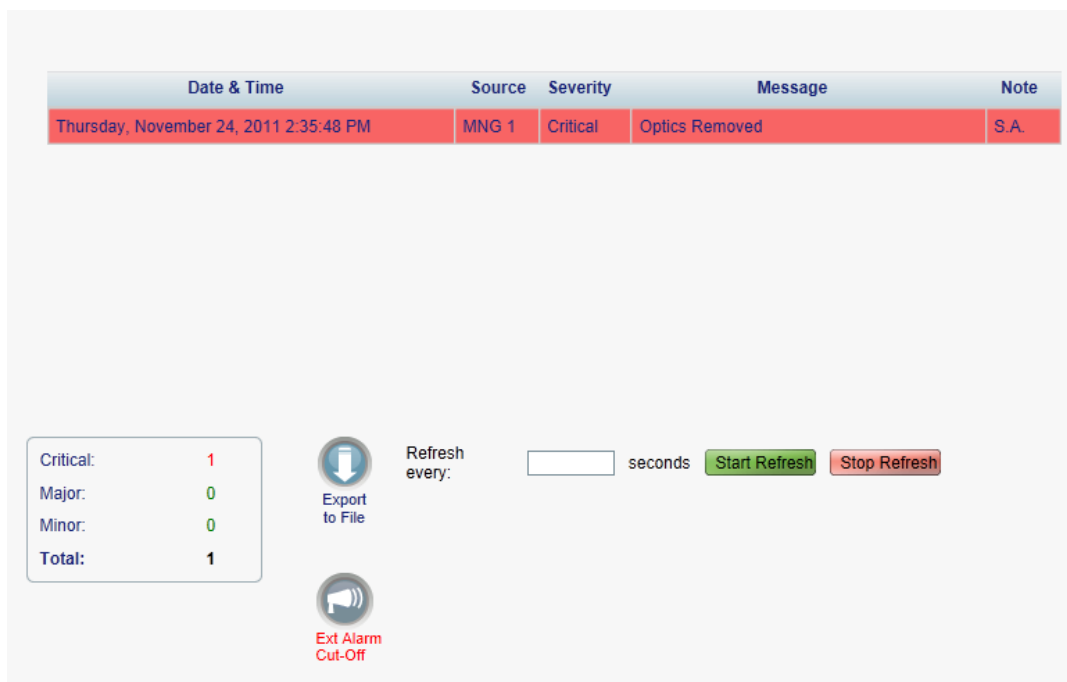 Date & Time Source Severity Message Note
Thursday, November 24, 2011 2:35:48 PM MNG 1 Critical Optics Removed S.A.
Critical: 1
Major: 0
Minor: 0
Total: 1
Export
to File
Refresh
every:
seconds Start Refresh Stop Refresh
Ext Alarm
Cut-Off